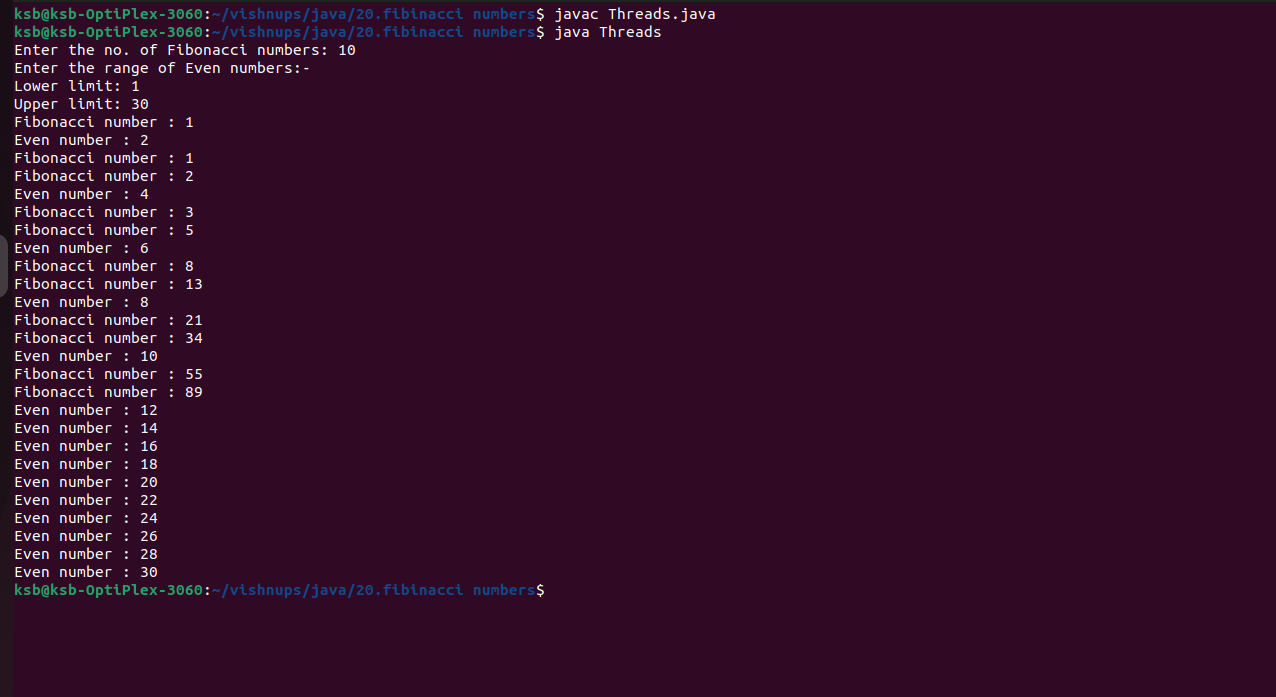 ksb@ksb-OptiPlex-3060:~/vishnups/java/20.fibinacci numbers$ javac Threads.java
ksb@ksb-OptiPlex-3060:~/vishnups/java/20.fibinacci numbers$ java Threads
Enter the no. of Fibonacci numbers: 10
Enter the range of Even numbers:-
Lower limit: 1
Upper limit: 30
Fibonacci number : 1
Even number : 2
Fibonacci number : 1
Fibonacci number : 2
Even number : 4
Fibonacci number : 3
Fibonacci number : 5
Even number : 6
Fibonacci number : 8
Fibonacci number : 13
Even number : 8
Fibonacci number : 21
Fibonacci number : 34
Even number : 10
Fibonacci number : 55
Fibonacci number : 89
Even number : 12
Even number : 14
Even number : 16
Even number : 18
Even number : 20
Even number : 22
Even number : 24
Even number : 26
Even number : 28
Even number : 30
ksb@ksb-OptiPlex-3060:~/vishnups/java/20.fibinacci numbers$